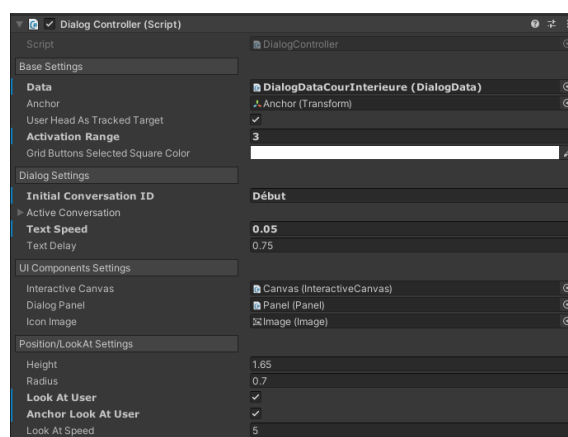 Dialog Controller (Script)
Script DialogController
Base Settings
Data DialogDataCourInterieure (DialogData)
Anchor Anchor (Transform)
User Head As Tracked Target
Activation Range 3
Grid Buttons Selected Square Color
Dialog Settings
Initial Conversation ID Début
Active Conversation
Text Speed 0.05
Text Delay 0.75
UI Components Settings
Interactive Canvas Canvas (InteractiveCanvas)
Dialog Panel Panel (Panel)
Icon Image Image (Image)
Position/LookAt Settings
Height 1.65
Radius 0.7
Look At User
Anchor Look At User
Look At Speed 5